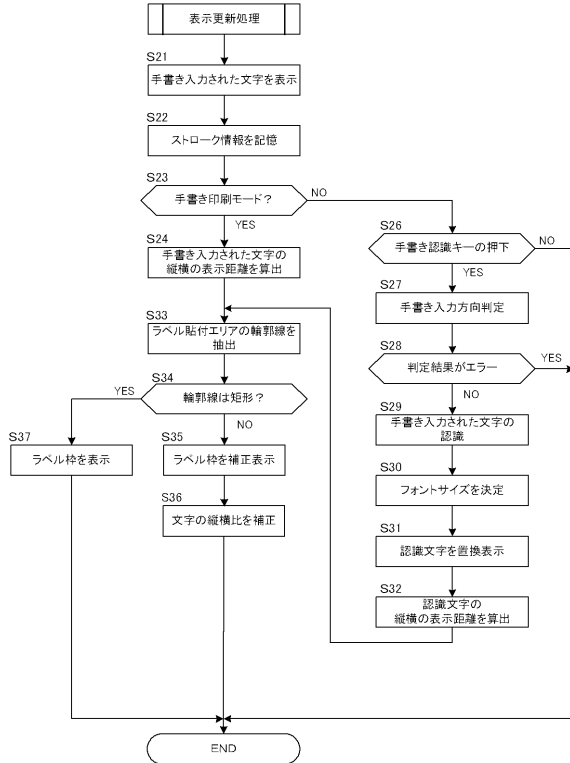 表示更新処理
S21
手書き入力された文字を表示
S22
ストローク情報を記憶
S23
手書き印刷モード？
NO
YES
S24
手書き入力された文字の
縦横の表示距離を算出
S26
手書き認識キーの押下
NO
YES
S27
手書き入力方向判定
S28
判定結果がエラー
YES
NO
S29
手書き入力された文字の
認識
S30
フォントサイズを決定
S31
認識文字を置換表示
S32
認識文字の
縦横の表示距離を算出
S33
ラベル貼付エリアの輪郭線を
抽出
S34
輪郭線は矩形？
YES
NO
S37
ラベル枠を表示
S35
ラベル枠を補正表示
S36
文字の縦横比を補正
END